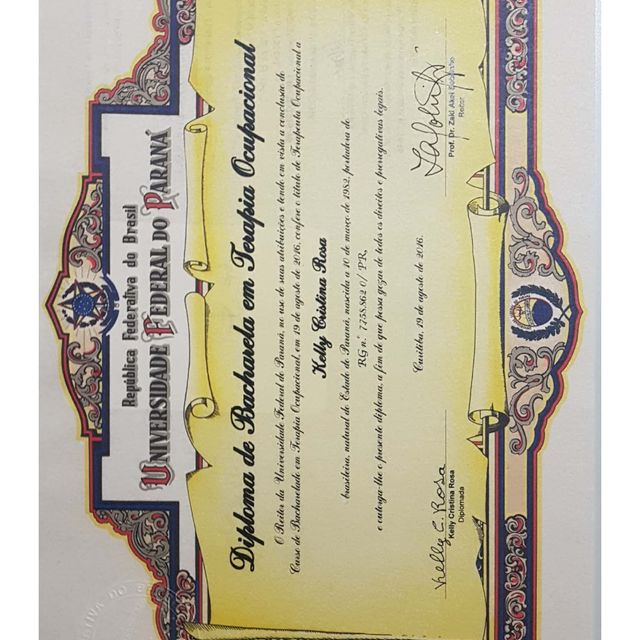 República Federativa do Brasil
UNIVERSIDADE FEDERAL DO PARANÁ
Diploma de Bacharela em Terapia Ocupacional
O Reitor da Universidade Federal do Paraná, no uso de suas atribuições e tendo em vista a conclusão do
Curso de Bacharelado em Terapia Ocupacional, em 19 de agosto de 2016, confere o título de Terapeuta Ocupacional a
Kelly Cristina Rosa
brasileira, natural do Estado do Paraná, nascida a 10 de março de 1982, portadora do
RG n.º 7.758.862-0/ PR,
e outorga-lhe o presente diploma, a fim de que possa gozar de todos os direitos e prerrogativas legais.
Curitiba, 19 de agosto de 2016.
Kelly C. Rosa
Kelly Cristina Rosa
Diplomada
Prof. Dr. Zaki Akel Sobrinho
Reitor